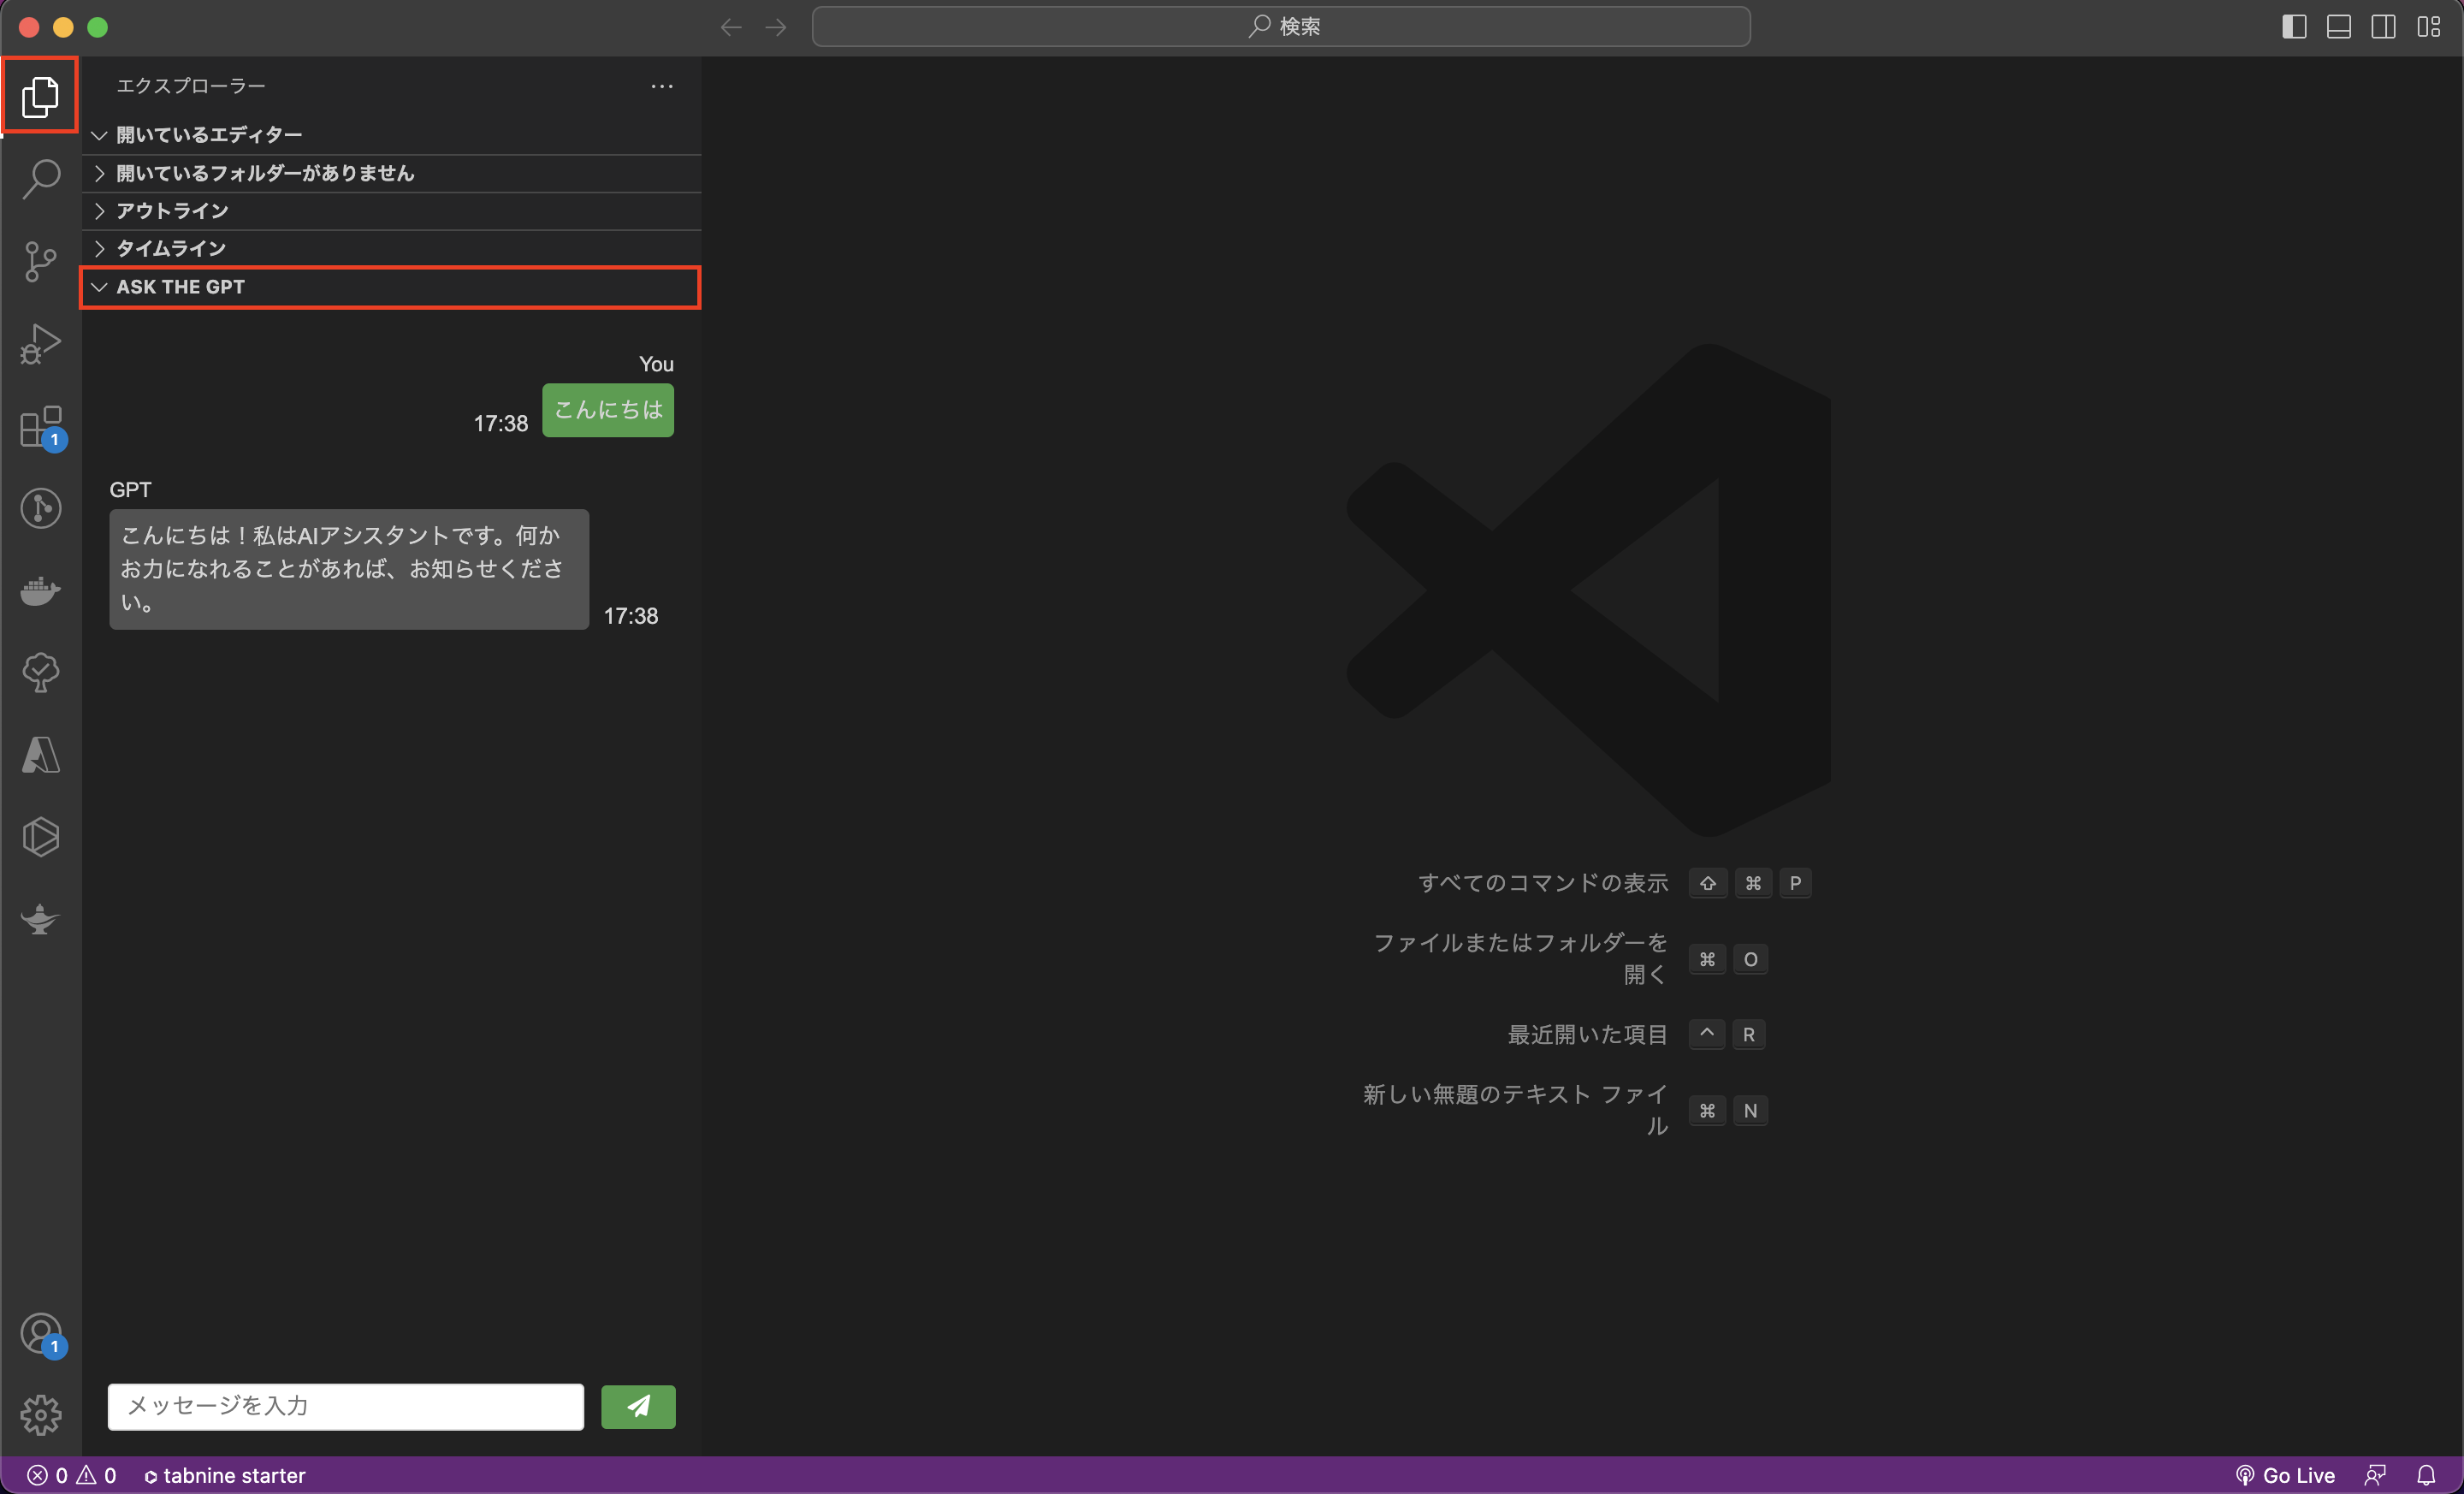 検索
エクスプローラー
開いているエディター
開いているフォルダーがありません
アウトライン
タイムライン
ASK THE GPT
You
こんにちは
17:38
GPT
こんにちは！私はAIアシスタントです。何か
お力になれることがあれば、お知らせくださ
い。
17:38
1
1
メッセージを入力
すべてのコマンドの表示 ⇧ ⌘ P
ファイルまたはフォルダーを
開く ⌘ O
最近開いた項目 ^ R
新しい無題のテキスト ファイ
ル ⌘ N
0 0 tabnine starter
Go Live